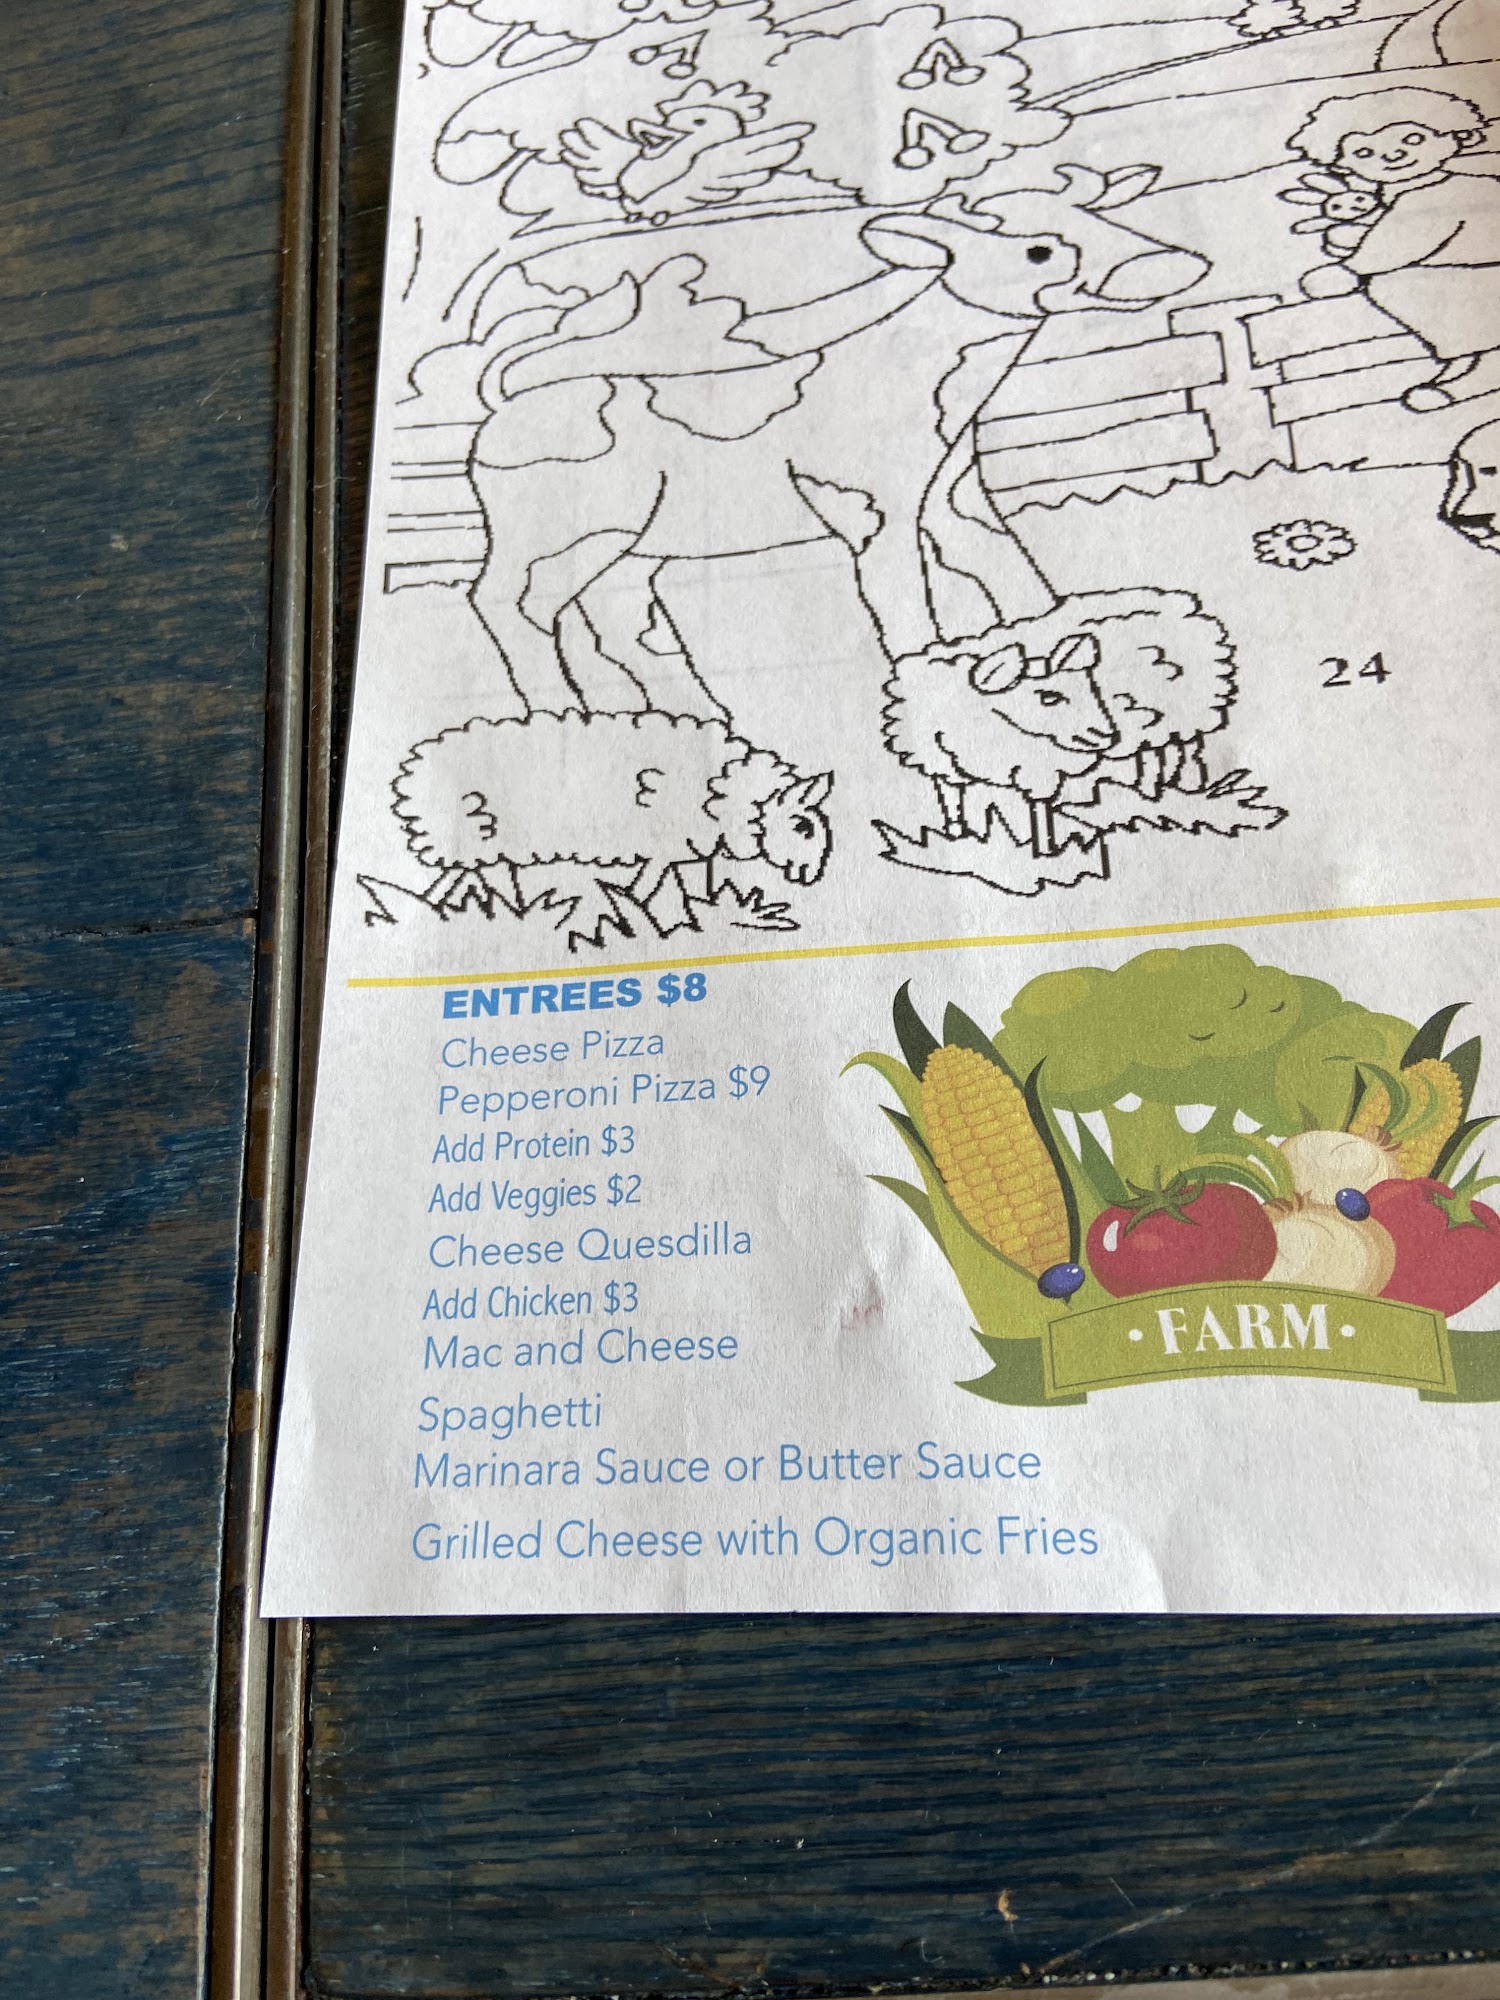 24
ENTREES $8
Cheese Pizza
Pepperoni Pizza $9
Add Protein $3
Add Veggies $2
Cheese Quesdilla
Add Chicken $3
Mac and Cheese
Spaghetti
Marinara Sauce or Butter Sauce
Grilled Cheese with Organic Fries
• FARM •